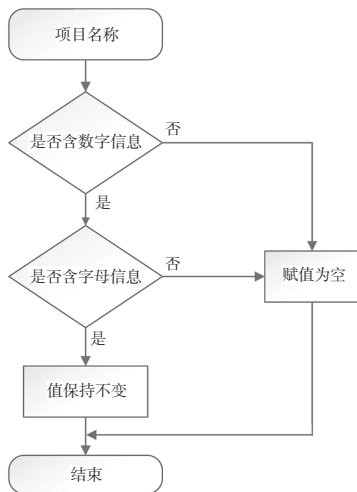 项目名称
是否含数字信息
否
是
是否含字母信息
否
赋值为空
是
值保持不变
结束